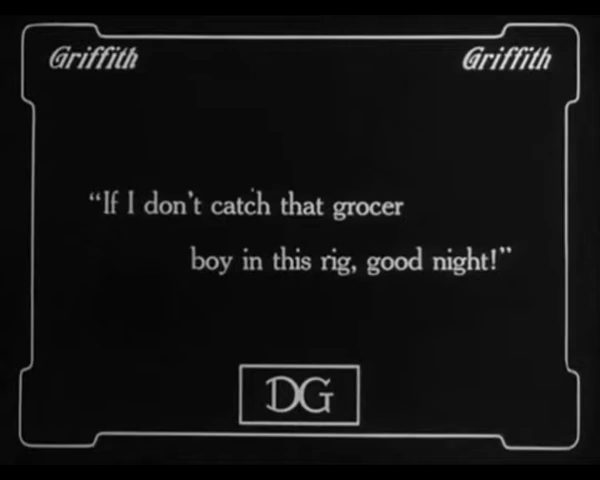 Griffith Griffith
“If I don't catch that grocer
boy in this rig, good night!”
DG